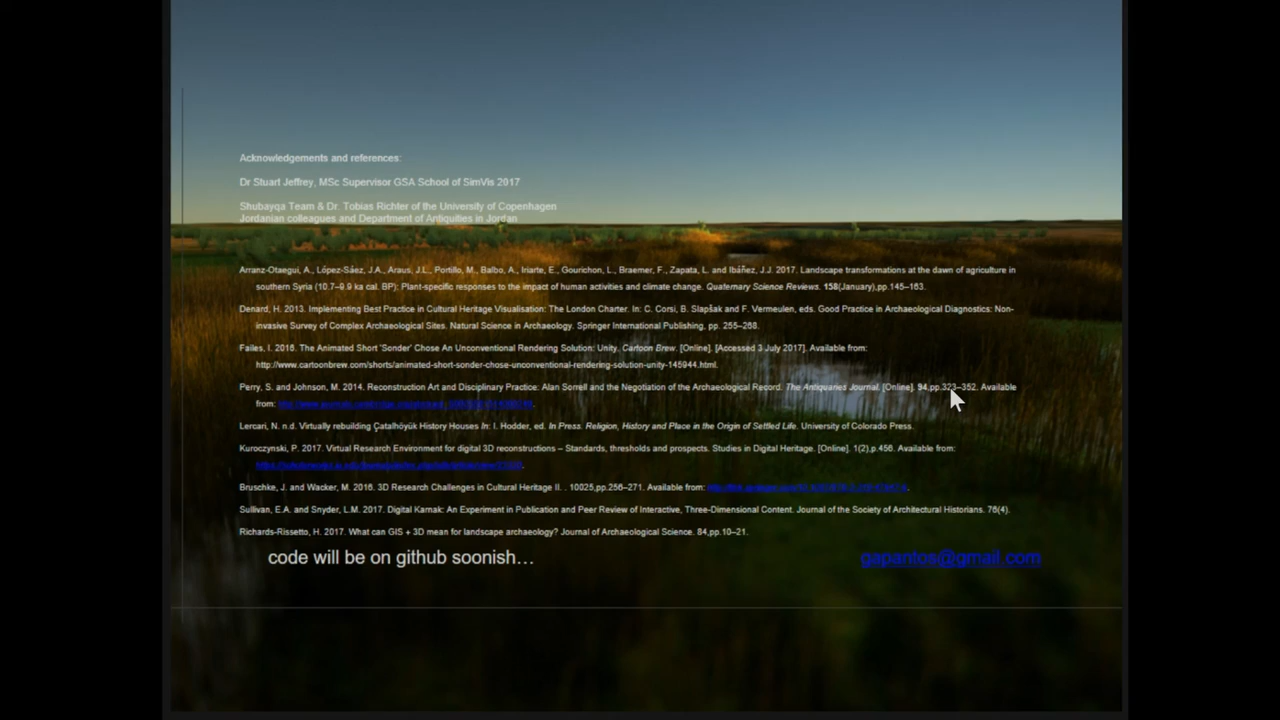 Acknowledgements and references:
Dr Stuart Jeffrey, MSc Supervisor GSA School of SimVis 2017
Shubayqa Team & Dr. Tobias Richter of the University of Copenhagen
Jordanian colleagues and Department of Antiquities in Jordan
Arranz-Otaegui, A., López-Sáez, J.A., Araus, J.L., Portillo, M., Balbo, A., Iriarte, E., Gourichon, L., Braemer, F., Zapata, L. and Ibáñez, J.J. 2017. Landscape transformations at the dawn of agriculture in
southern Syria (10.7–9.9 ka cal. BP): Plant-specific responses to the impact of human activities and climate change. Quaternary Science Reviews. 158(January),pp.145–163.
Denard, H. 2013. Implementing Best Practice in Cultural Heritage Visualisation: The London Charter. In: C. Corsi, B. Slapšak and F. Vermeulen, eds. Good Practice in Archaeological Diagnostics: Non-
invasive Survey of Complex Archaeological Sites. Natural Science in Archaeology. Springer International Publishing, pp. 255–268.
Failes, I. 2016. The Animated Short 'Sonder' Chose An Unconventional Rendering Solution: Unity. Cartoon Brew. [Online]. [Accessed 3 July 2017]. Available from:
http://www.cartoonbrew.com/shorts/animated-short-sonder-chose-unconventional-rendering-solution-unity-145944.html.
Perry, S. and Johnson, M. 2014. Reconstruction Art and Disciplinary Practice: Alan Sorrell and the Negotiation of the Archaeological Record. The Antiquaries Journal. [Online]. 94,pp.323–352. Available
from:
Lercari, N. n.d. Virtually rebuilding Çatalhöyük History Houses In: I. Hodder, ed. In Press. Religion, History and Place in the Origin of Settled Life. University of Colorado Press.
Kuroczynski, P. 2017. Virtual Research Environment for digital 3D reconstructions – Standards, thresholds and prospects. Studies in Digital Heritage. [Online]. 1(2),p.456. Available from:
Bruschke, J. and Wacker, M. 2016. 3D Research Challenges in Cultural Heritage II. . 10025,pp.256–271. Available from:
Sullivan, E.A. and Snyder, L.M. 2017. Digital Karnak: An Experiment in Publication and Peer Review of Interactive, Three-Dimensional Content. Journal of the Society of Architectural Historians. 76(4).
Richards-Rissetto, H. 2017. What can GIS + 3D mean for landscape archaeology? Journal of Archaeological Science. 84,pp.10–21.
code will be on github soonish… gapantos@gmail.com